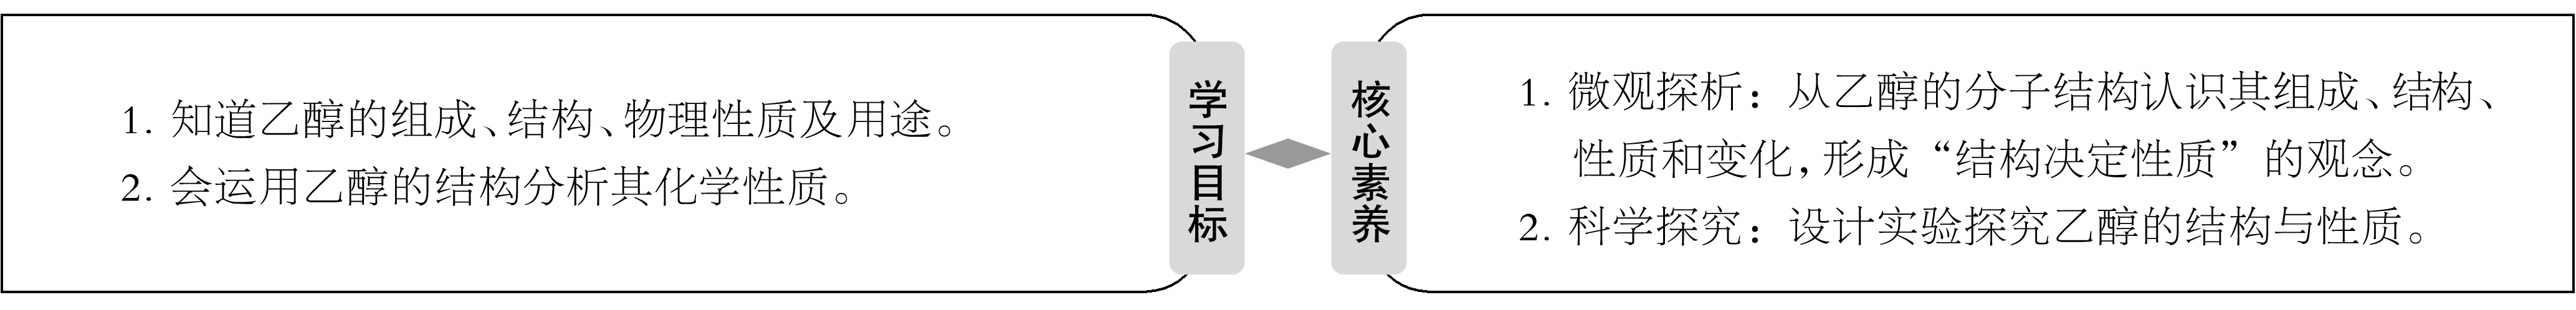 1. 知道乙醇的组成、结构、物理性质及用途。
2. 会运用乙醇的结构分析其化学性质。
学习目标
核心素养
1. 微观探析：从乙醇的分子结构认识其组成、结构、
性质和变化，形成“结构决定性质”的观念。
2. 科学探究：设计实验探究乙醇的结构与性质。